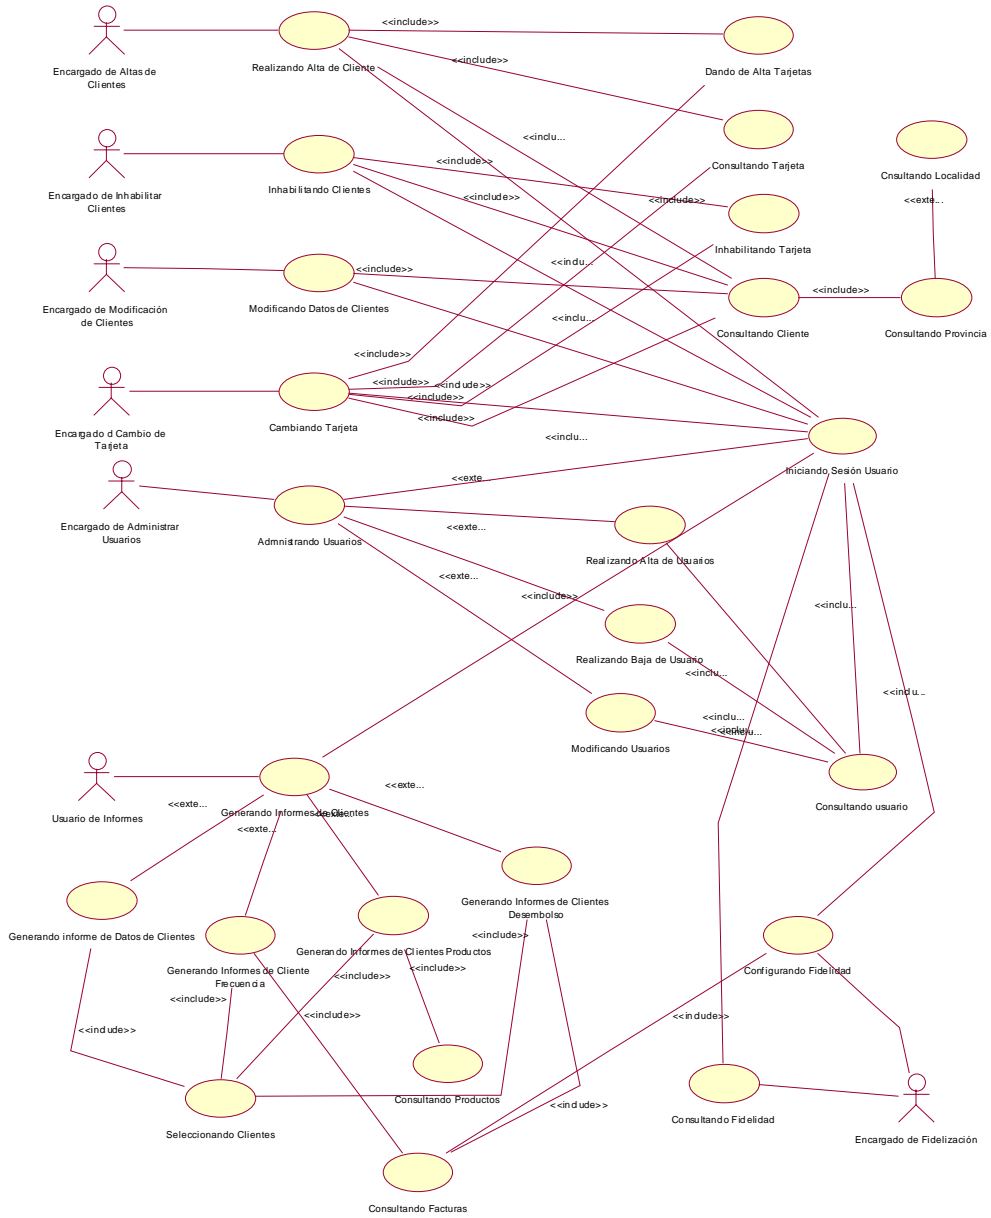 <<include>>
Encargado de Altas de
Clientes
Realizando Alta de Cliente
<<include>>
Dando de Alta Tarjetas
<<inclu...
<<include>>
Consultando Tarjeta
Cnsultando Localidad
Encargado de Inhabilitar
Clientes
Inhabilitando Clientes
<<include>>
<<include>>
<<exte...
Inhabilitando Tarjeta
<<inclu...
<<include>>
<<include>>
Encargado de Modificación
de Clientes
Modificando Datos de Clientes
<<inclu...
Consultando Cliente
Consultando Provincia
<<include>>
<<include>>
<<include>>
<<include>>
<<include>>
Encargado d Cambio de
Tarjeta
Cambiando Tarjeta
<<inclu...
Iniciando Sesión Usuario
<<exte...
Encargado de Administrar
Usuarios
Admnistrando Usuarios
<<exte...
Realizando Alta de Usuarios
<<exte...
<<include>>
<<inclu...
Realizando Baja de Usuario
<<inclu...
<<inclu...
<<inclu...
<<inclu...
Modificando Usuarios
<<exte...
Consultando usuario
Usuario de Informes
<<exte...
Generando Informes de Clientes
<<exte...
<<exte...
Generando Informes de Clientes
Desembolso
Generando informe de Datos de Clientes
<<include>>
Generando Informes de Clientes Productos
Generando Informes de Cliente
Frecuencia
<<include>>
<<include>>
Configurando Fidelidad
<<include>>
<<include>>
<<include>>
<<include>>
Consultando Productos
<<include>>
Seleccionando Clientes
Consultando Fidelidad
Encargado de Fidelización
Consultando Facturas